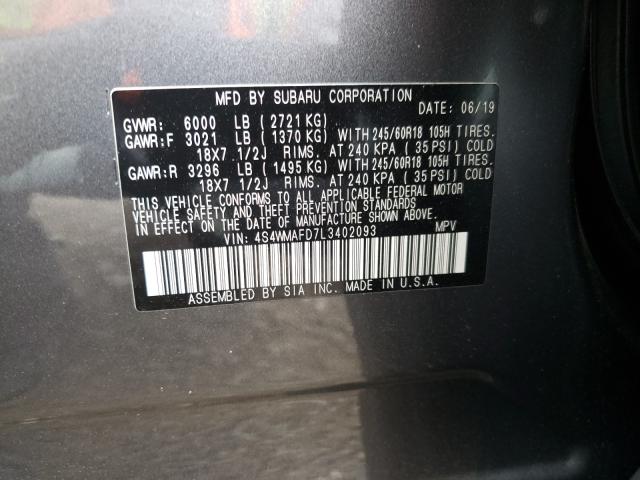 MFD BY SUBARU CORPORATION
DATE: 06/19
GVWR: 6000 LB (2721 KG)
GAWR:F 3021 LB (1370 KG) WITH 245/60R18 105H TIRES.
18X7 1/2J RIMS. AT 240 KPA (35 PSI) COLD
GAWR:R 3296 LB (1495 KG) WITH 245/60R18 105H TIRES.
18X7 1/2J RIMS. AT 240 KPA (35 PSI) COLD
THIS VEHICLE CONFORMS TO ALL APPLICABLE FEDERAL MOTOR
VEHICLE SAFETY AND THEFT PREVENTION STANDARDS
IN EFFECT ON THE DATE OF MANUFACTURE SHOWN ABOVE.
VIN: 4S4WMAFD7L3402093 MPV
ASSEMBLED BY SIA INC. MADE IN U.S.A.